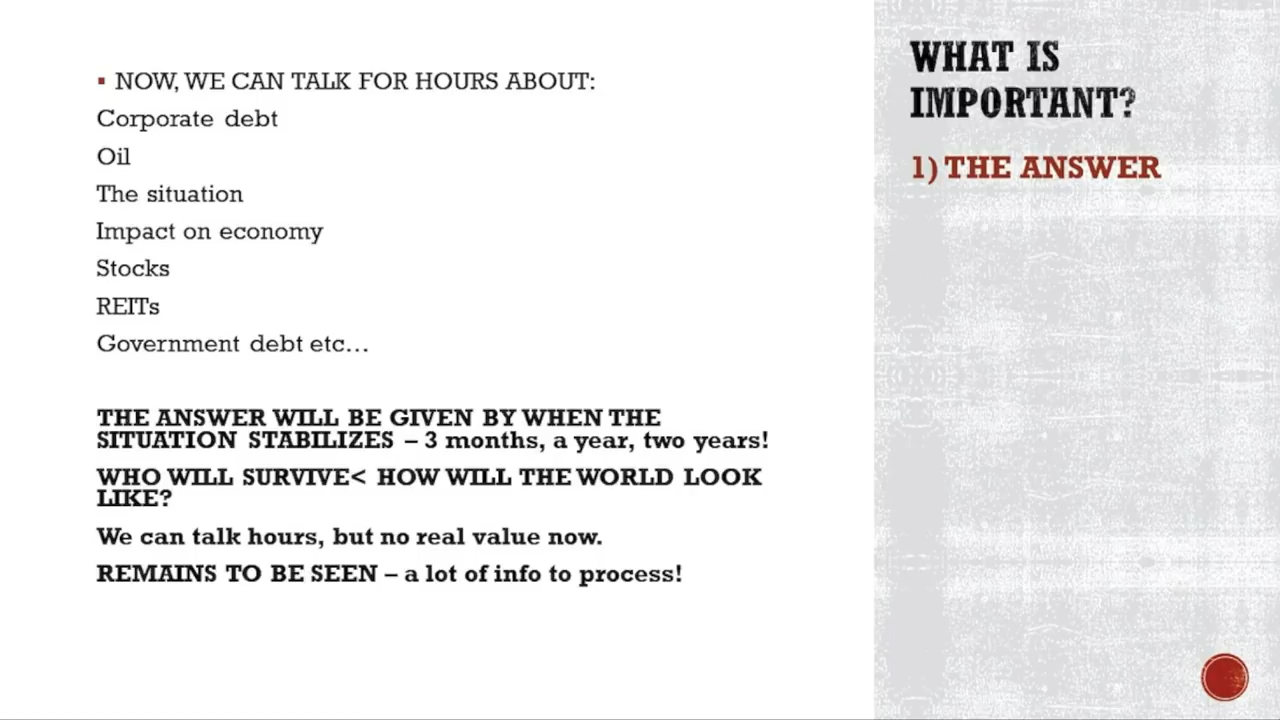 NOW, WE CAN TALK FOR HOURS ABOUT:
Corporate debt
Oil
The situation
Impact on economy
Stocks
REITs
Government debt etc...
THE ANSWER WILL BE GIVEN BY WHEN THE
SITUATION STABILIZES – 3 months, a year, two years!
WHO WILL SURVIVE< HOW WILL THE WORLD LOOK
LIKE?
We can talk hours, but no real value now.
REMAINS TO BE SEEN – a lot of info to process!
WHAT IS
IMPORTANT?
1) THE ANSWER